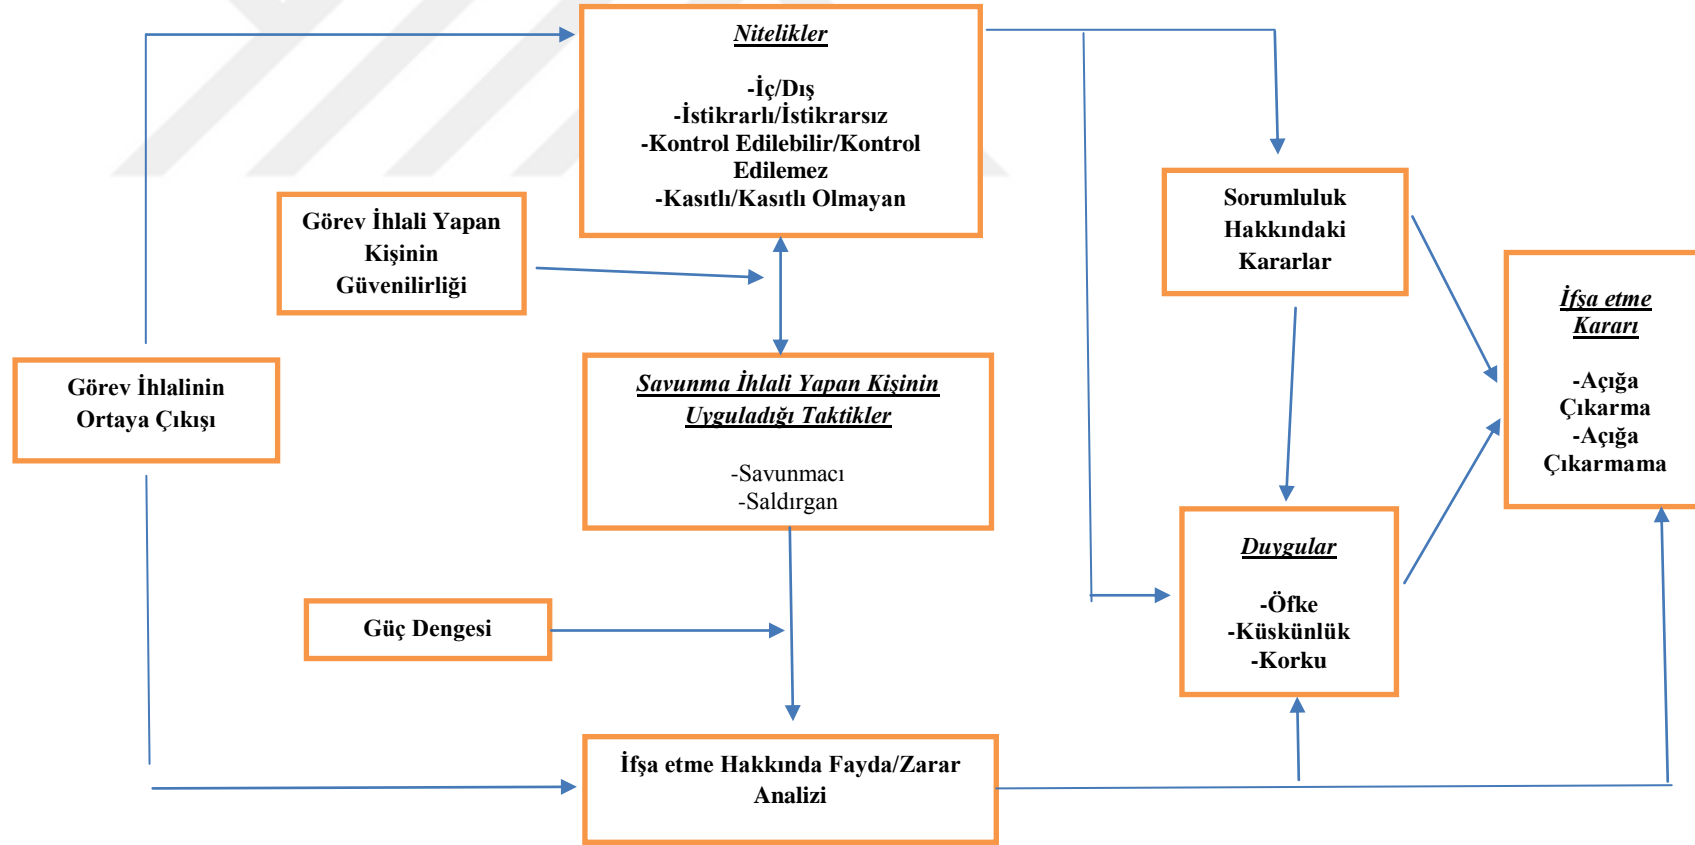 Nitelikler
-İç/Dış
-İstikrarlı/İstikrarsız
-Kontrol Edilebilir/Kontrol
Edilemez
-Kasıtlı/Kasıtlı Olmayan
Görev İhlali Yapan
Kişinin
Güvenilirliği
Sorumluluk
Hakkındaki
Kararlar
İfşa etme
Kararı
-Açığa
Çıkarma
-Açığa
Çıkarmama
Görev İhlalinin
Ortaya Çıkışı
Savunma İhlali Yapan Kişinin
Uyguladığı Taktikler
-Savunmacı
-Saldırgan
Duygular
-Öfke
-Küskünlük
-Korku
Güç Dengesi
İfşa etme Hakkında Fayda/Zarar
Analizi